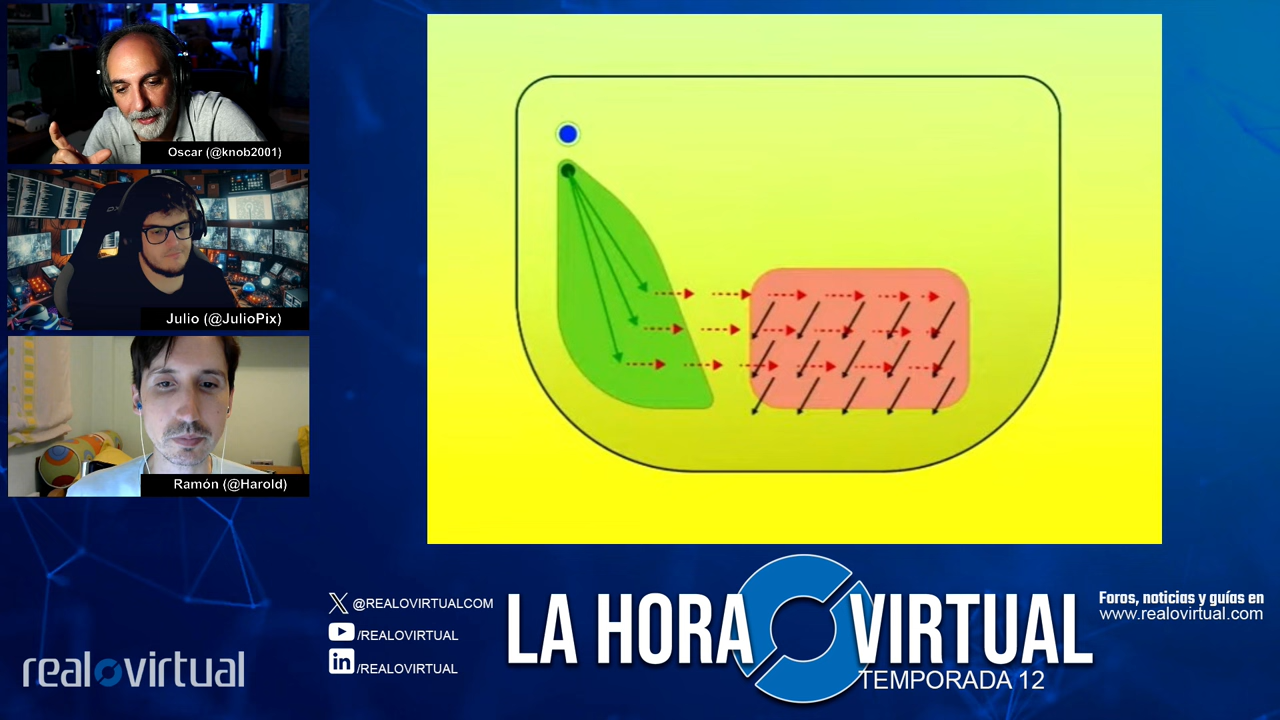 Oscar (@knob2001)
Julio (@JulioPix)
Ramón (@Harold)
@REALOVIRTUALCOM
/REALOVIRTUAL
/REALOVIRTUAL
LA HORA VIRTUAL
TEMPORADA 12
Foros, noticias y guías en
www.realovirtual.com
realovirtual